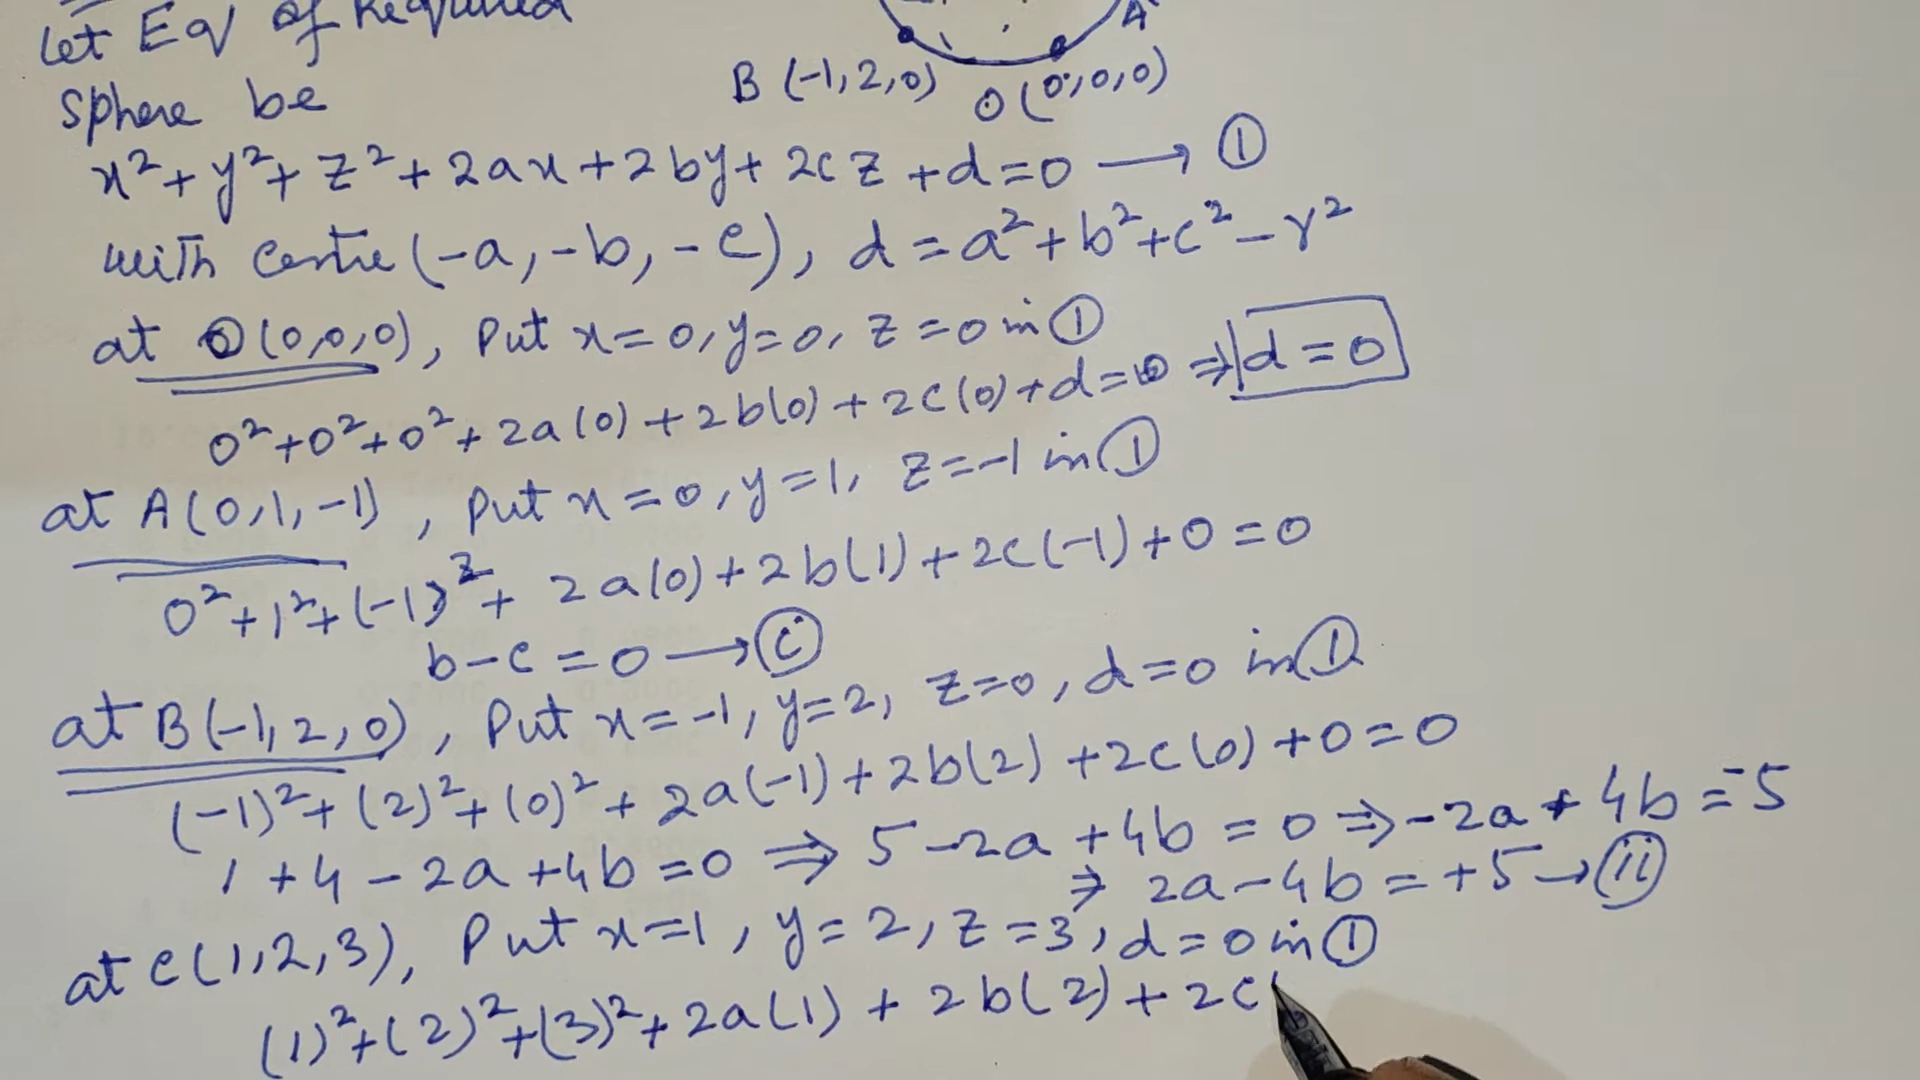 Let Eq of Required
A
Sphere be
B (-1,2,0)
O (0,0,0)
x² + y² + z² + 2ax + 2by + 2cz + d = 0 → ①
with centre (-a, -b, -c), d = a² + b² + c² - r²
at O(0,0,0), Put x=0, y=0, z=0 in ①
0² + 0² + 0² + 2a(0) + 2b(0) + 2c(0) + d = 0 ⇒ d = 0
at A(0,1,-1), Put x=0, y=1, z=-1 in ①
0² + 1² + (-1)² + 2a(0) + 2b(1) + 2c(-1) + 0 = 0
b - c = 0 → (i)
at B(-1,2,0), Put x=-1, y=2, z=0, d=0 in ①
(-1)² + (2)² + (0)² + 2a(-1) + 2b(2) + 2c(0) + 0 = 0
1 + 4 - 2a + 4b = 0 ⇒ 5 - 2a + 4b = 0 ⇒ -2a + 4b = -5
⇒ 2a - 4b = +5 → (ii)
at C(1,2,3), Put x=1, y=2, z=3, d=0 in ①
(1)² + (2)² + (3)² + 2a(1) + 2b(2) + 2c(